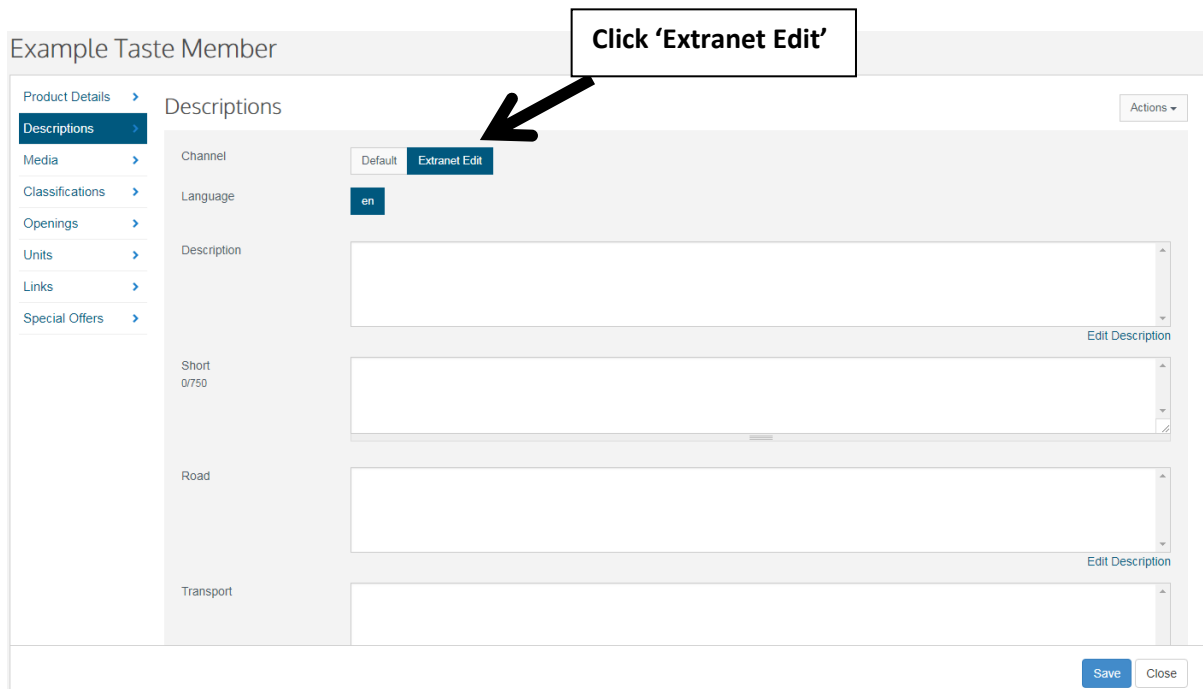 Click ‘Extranet Edit’
Example Taste Member
Product Details
Descriptions
Media
Classifications
Openings
Units
Links
Special Offers
Descriptions
Actions
Channel
Default Extranet Edit
Language
en
Description
Edit Description
Short
0/750
Road
Edit Description
Transport
Save Close